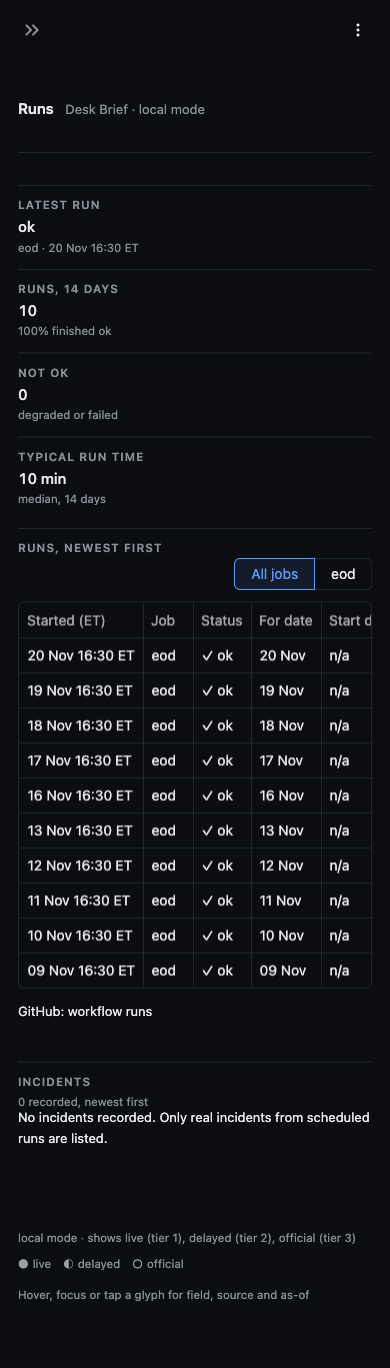 Runs Desk Brief · local mode
LATEST RUN
ok
eod · 20 Nov 16:30 ET
RUNS, 14 DAYS
10
100% finished ok
NOT OK
0
degraded or failed
TYPICAL RUN TIME
10 min
median, 14 days
RUNS, NEWEST FIRST
All jobs eod
Started (ET) Job Status For date Start d
20 Nov 16:30 ET eod ✓ ok 20 Nov n/a
19 Nov 16:30 ET eod ✓ ok 19 Nov n/a
18 Nov 16:30 ET eod ✓ ok 18 Nov n/a
17 Nov 16:30 ET eod ✓ ok 17 Nov n/a
16 Nov 16:30 ET eod ✓ ok 16 Nov n/a
13 Nov 16:30 ET eod ✓ ok 13 Nov n/a
12 Nov 16:30 ET eod ✓ ok 12 Nov n/a
11 Nov 16:30 ET eod ✓ ok 11 Nov n/a
10 Nov 16:30 ET eod ✓ ok 10 Nov n/a
09 Nov 16:30 ET eod ✓ ok 09 Nov n/a
GitHub: workflow runs
INCIDENTS
0 recorded, newest first
No incidents recorded. Only real incidents from scheduled
runs are listed.
local mode · shows live (tier 1), delayed (tier 2), official (tier 3)
● live ◐ delayed ○ official
Hover, focus or tap a glyph for field, source and as-of